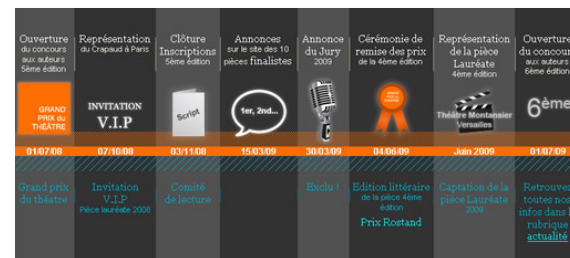 Ouverture
du concours
aux auteurs
5ème édition
GRAND
PRIX du
THÉÂTRE
01/07/08
Grand prix
du théatre
Représentation
du Crapaud à Paris
INVITATION
V.I.P
07/10/08
Invitation
V.I.P
Pièce lauréate 2008
Clôture
Inscriptions
5ème édition
Script
03/11/08
Comité
de lecture
Annonces
sur le site des 10
pièces finalistes
1er, 2nd...
15/03/09
Annonce
du Jury
2009
30/03/09
Exclu !
Cérémonie de
remise des prix
de la 4ème édition
04/06/09
Edition littéraire
de la pièce 4ème
édition
Prix Rostand
Représentation
de la pièce
Lauréate
4ème édition
Théâtre Montansier
Versailles
Juin 2009
Captation de la
pièce Lauréate
2009
Ouverture
du concours
aux auteurs
6ème édition
6ème
01/07/09
Retrouvez
toutes nos
infos dans l
rubrique
actualité